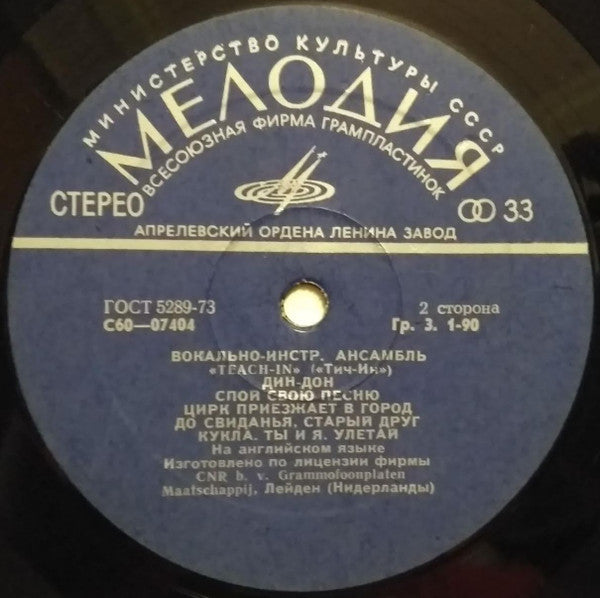 МИНИСТЕРСТВО КУЛЬТУРЫ СССР
МЕЛОДИЯ
ВСЕСОЮЗНАЯ ФИРМА ГРАМПЛАСТИНОК
СТЕРЕО 33
АПРЕЛЕВСКИЙ ОРДЕНА ЛЕНИНА ЗАВОД
ГОСТ 5289-73 2 сторона
С60—07404 Гр. 3. 1-90
ВОКАЛЬНО-ИНСТР. АНСАМБЛЬ
«TEACH-IN» («Тич-Ин»)
ДИН-ДОН
СПОЙ СВОЮ ПЕСНЮ
ЦИРК ПРИЕЗЖАЕТ В ГОРОД
ДО СВИДАНЬЯ, СТАРЫЙ ДРУГ
КУКЛА. ТЫ И Я. УЛЕТАЙ
На английском языке
Изготовлено по лицензии фирмы
CNR b. v. Grammofoonplaten
Maatschappij, Лейден (Нидерланды)